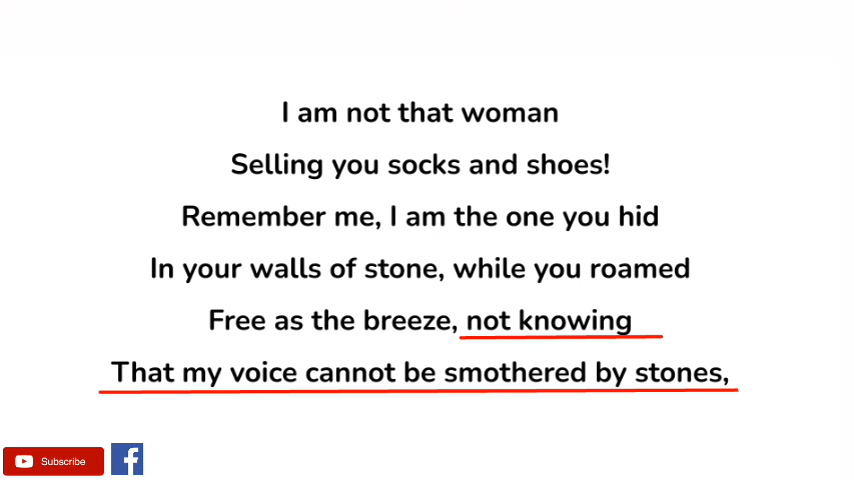 I am not that woman
Selling you socks and shoes!
Remember me, I am the one you hid
In your walls of stone, while you roamed
Free as the breeze, not knowing
That my voice cannot be smothered by stones,
Subscribe